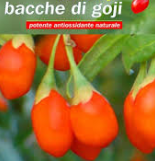 bacche di goji
potente antiossidante naturale